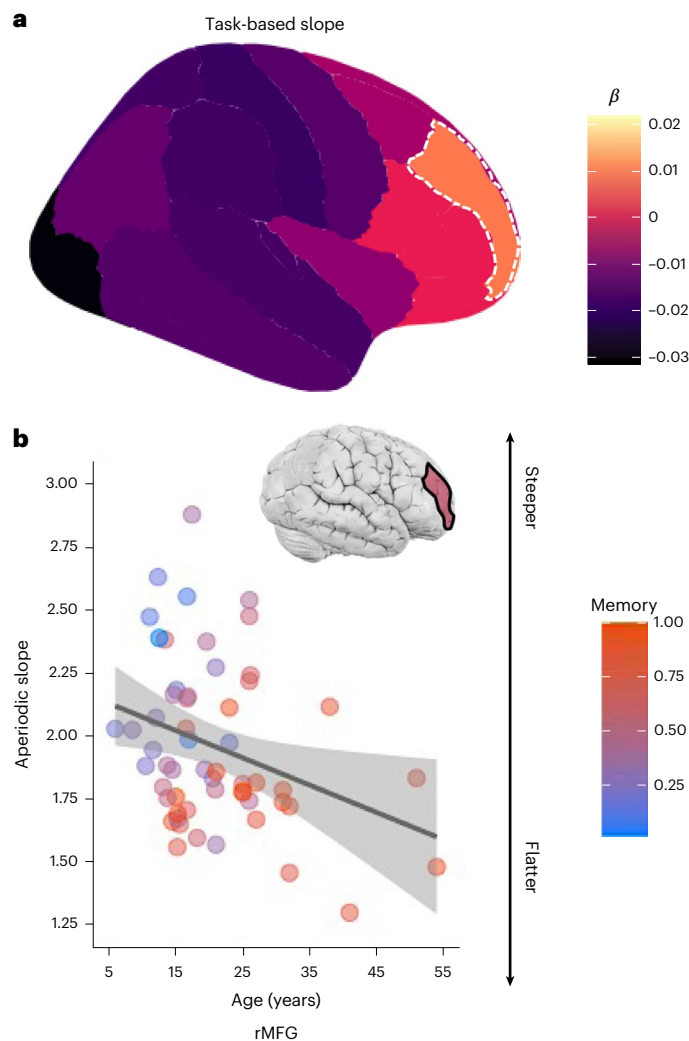 a
Task-based slope
β
0.02
0.01
0
–0.01
–0.02
–0.03
b
3.00
2.75
2.50
2.25
2.00
1.75
1.50
1.25
Aperiodic slope
5
15
25
35
45
55
Age (years)
rMFG
Steeper
Flatter
Memory
1.00
0.75
0.50
0.25